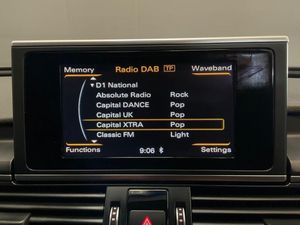 Memory Radio DAB TP Waveband
D1 National
Absolute Radio Rock
Capital DANCE Pop
Capital UK Pop
Capital XTRA Pop
Classic FM Light
Functions 9:06 Settings